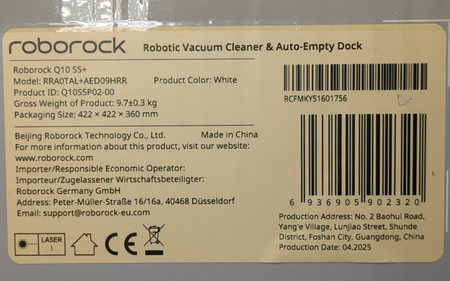 roborock
Robotic Vacuum Cleaner & Auto-Empty Dock
Roborock Q10 S5+
Model: RRA0TAL+AED09HRR Product Color: White
Product ID: Q10S5P02-00
Gross Weight of Product: 9.7±0.3 kg
Packaging Size: 422 × 422 × 360 mm
RCFMKY51601756
Beijing Roborock Technology Co., Ltd. Made in China
For more information about this product, visit our website:
www.roborock.com
Importer/Responsible Economic Operator:
Importeur/Zugelassener Wirtschaftsbeteiligter:
Roborock Germany GmbH
Address: Peter-Müller-Straße 16/16a, 40468 Düsseldorf
Email: support@roborock-eu.com
LASER
1
CE
6 936905 902320
Production Address: No. 2 Baohui Road,
Yang'e Village, Lunjiao Street, Shunde
District, Foshan City, Guangdong, China
Production Date: 04.2025